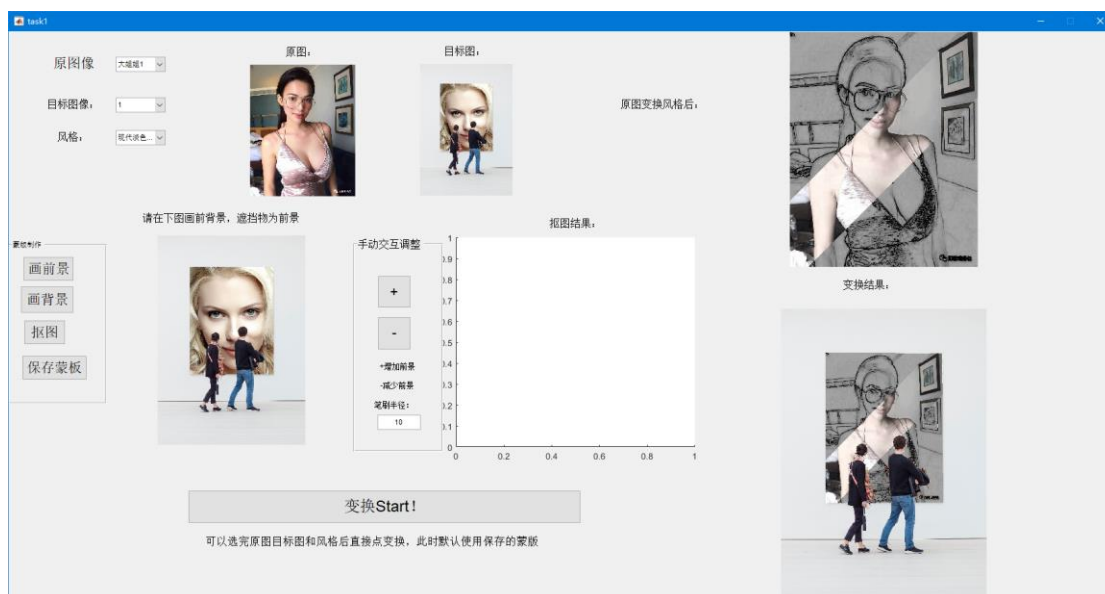 task1
原图像
大姐姐1
原图：
目标图：
目标图像：
1
原图变换风格后：
风格：
现代淡色...
请在下图画前背景，遮挡物为前景
抠图结果：
蒙版制作
画前景
画背景
抠图
保存蒙板
手动交互调整
+
-
+增加前景
-减少前景
笔刷半径：
10
1
0.9
0.8
0.7
0.6
0.5
0.4
0.3
0.2
0.1
0
0 0.2 0.4 0.6 0.8 1
变换结果：
变换Start！
可以选完原图目标图和风格后直接点变换，此时默认使用保存的蒙版